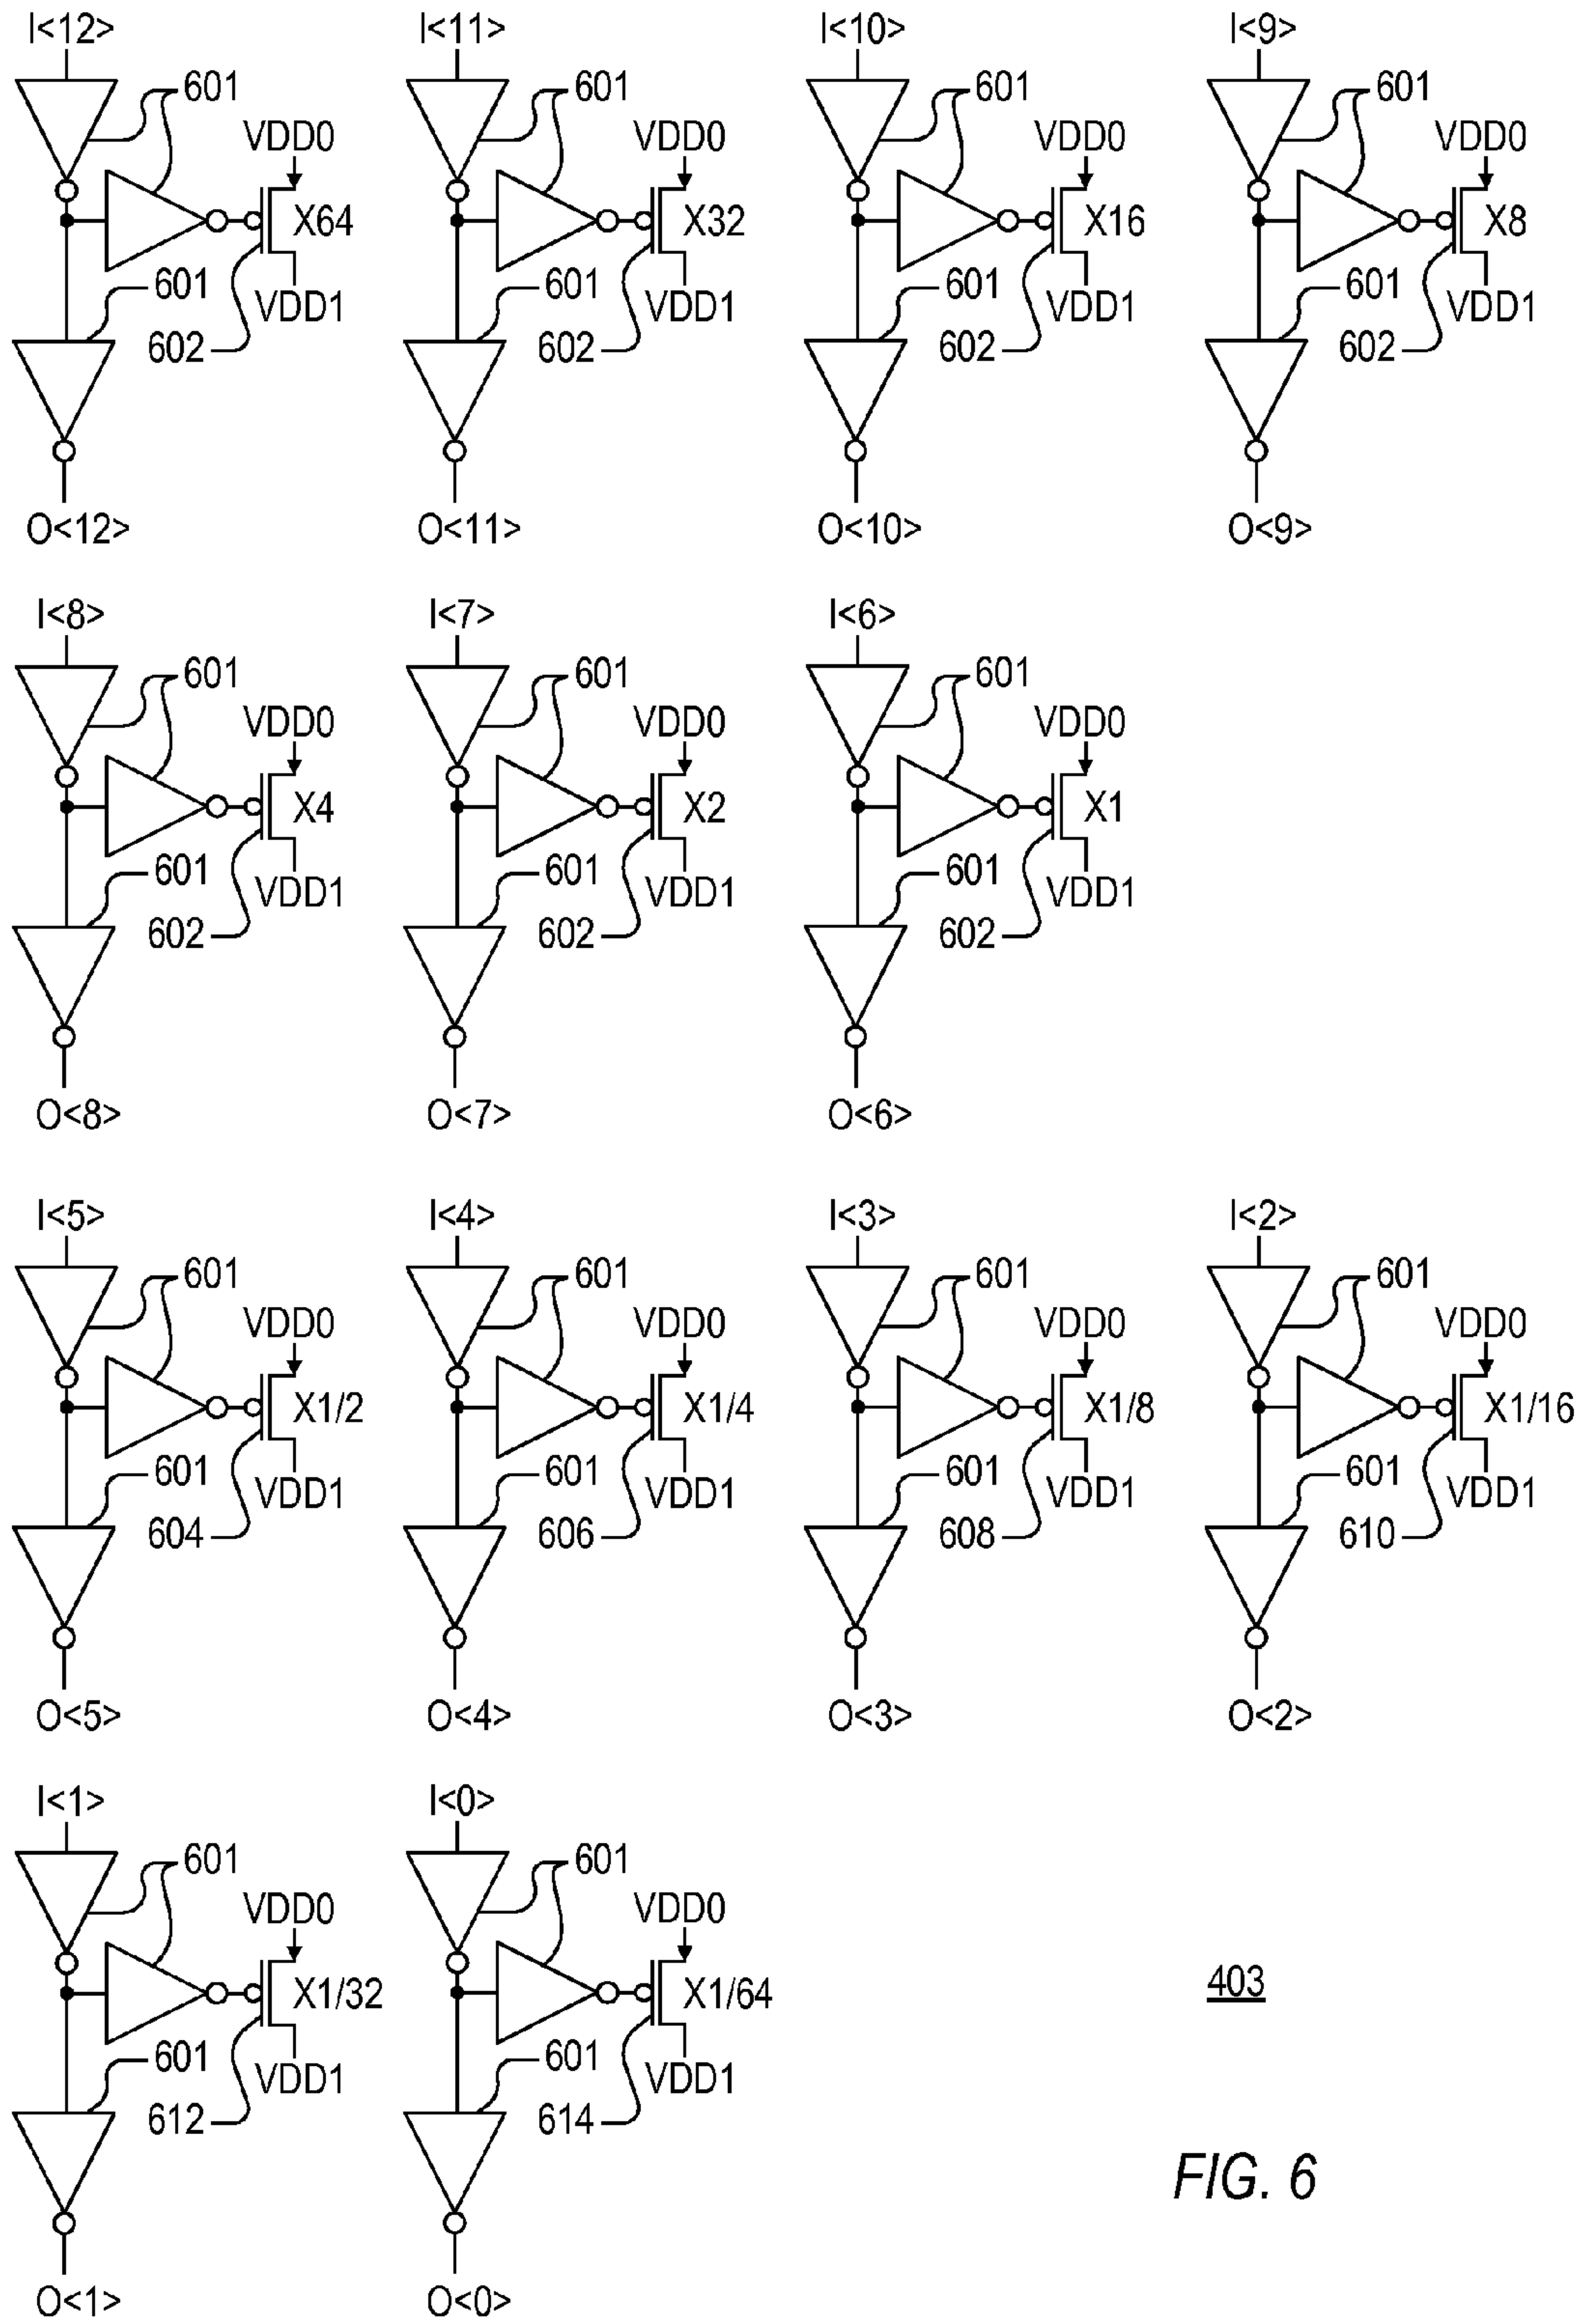 I<12> I<11> I<10> I<9>
601 601 601 601
VDD0 VDD0 VDD0 VDD0
X64 X32 X16 X8
601 601 601 601
VDD1 VDD1 VDD1 VDD1
602 602 602 602
O<12> O<11> O<10> O<9>
I<8> I<7> I<6>
601 601 601
VDD0 VDD0 VDD0
X4 X2 X1
601 601 601
VDD1 VDD1 VDD1
602 602 602
O<8> O<7> O<6>
I<5> I<4> I<3> I<2>
601 601 601 601
VDD0 VDD0 VDD0 VDD0
X1/2 X1/4 X1/8 X1/16
601 601 601 601
VDD1 VDD1 VDD1 VDD1
604 606 608 610
O<5> O<4> O<3> O<2>
I<1> I<0>
601 601
VDD0 VDD0
X1/32 X1/64 403
601 601
VDD1 VDD1
612 614
FIG. 6
O<1> O<0>